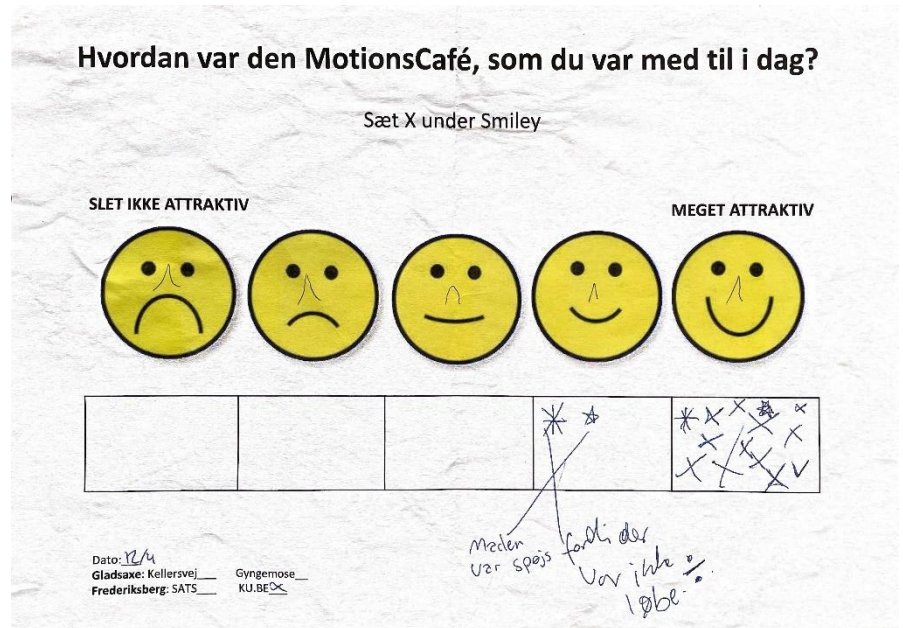 Hvordan var den MotionsCafé, som du var med til i dag?
Sæt X under Smiley
SLET IKKE ATTRAKTIV
MEGET ATTRAKTIV
Maden
var spøjs
fordi der
var ikke
løbe
Dato: 12/4
Gladsaxe: Kellersvej___ Gyngemose__
Frederiksberg: SATS___ KU.BE X